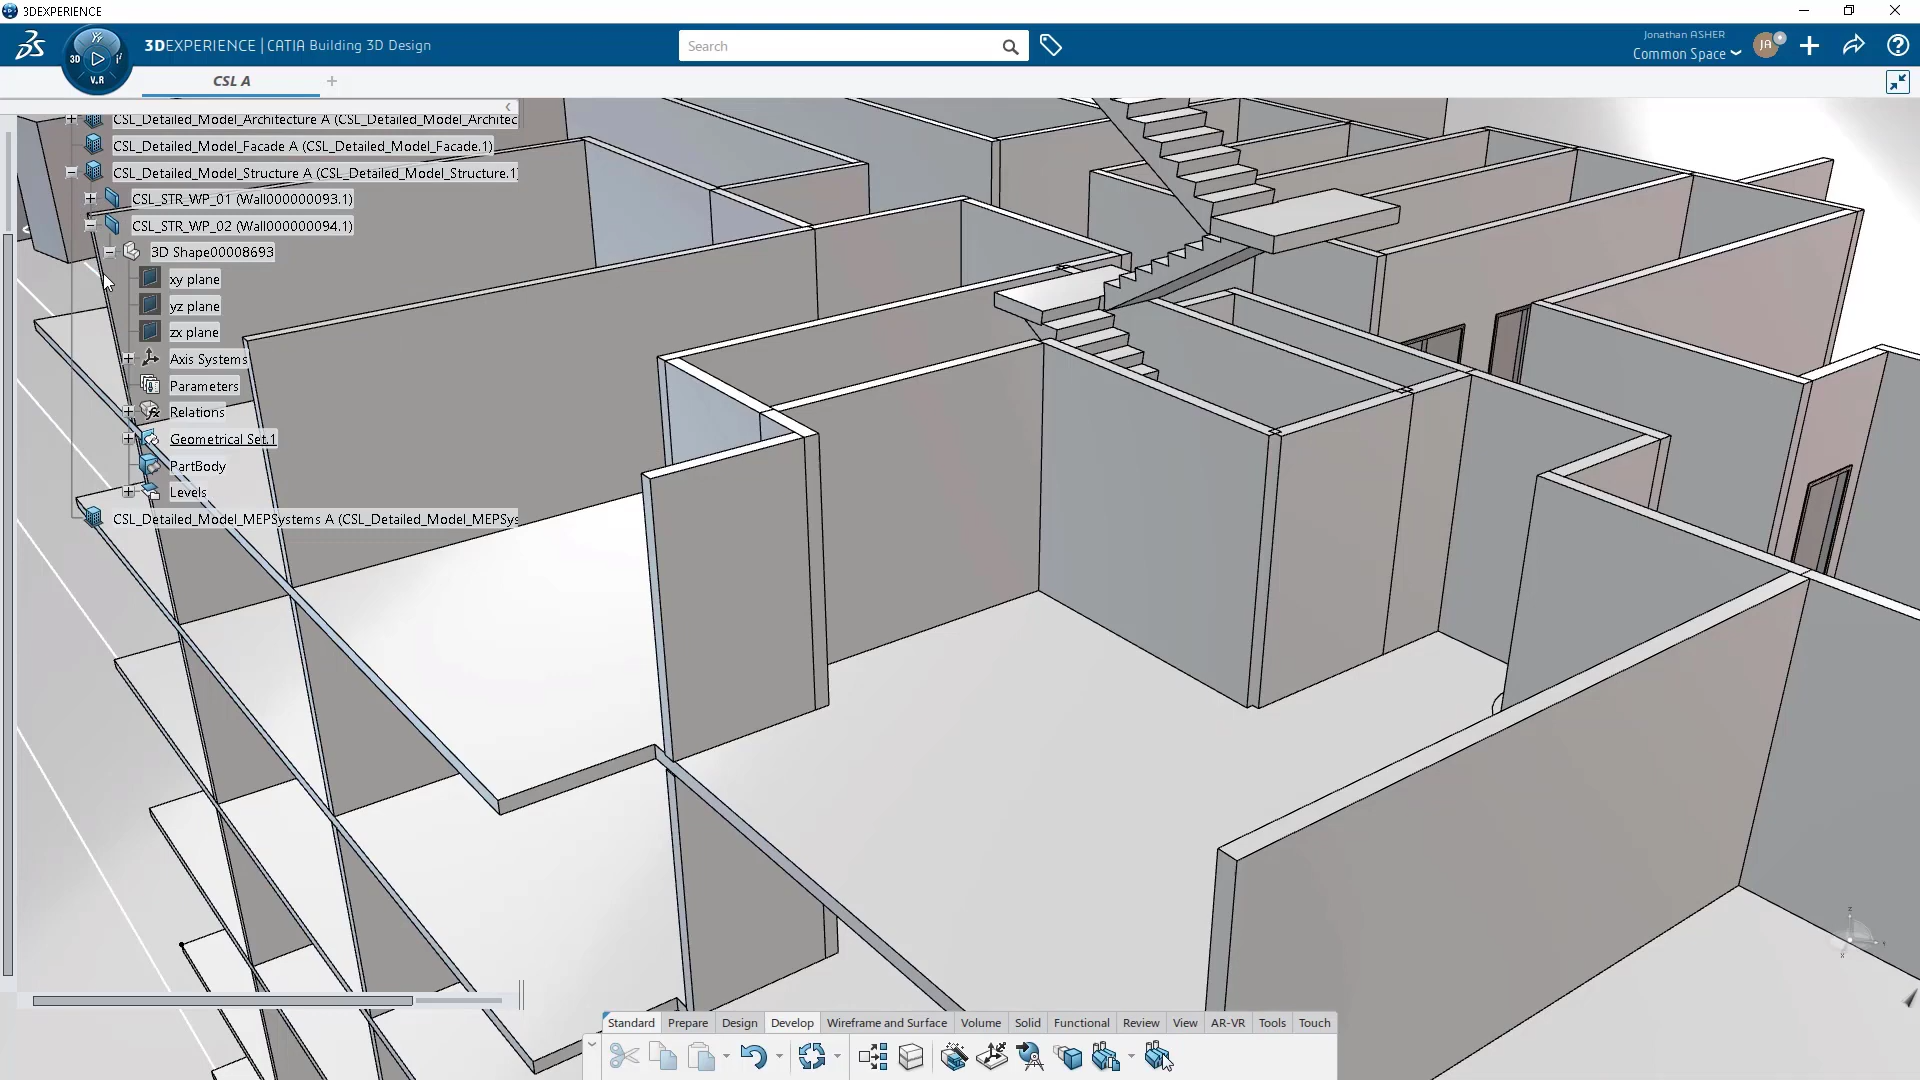 3DEXPERIENCE
3DEXPERIENCE | CATIA Building 3D Design
Search
Jonathan ASHER
Common Space
JA
3D
V.R
CSL A
CSL_Detailed_Model_Architecture A (CSL_Detailed_Model_Architec
CSL_Detailed_Model_Facade A (CSL_Detailed_Model_Facade.1)
CSL_Detailed_Model_Structure A (CSL_Detailed_Model_Structure.1)
CSL_STR_WP_01 (Wall000000093.1)
CSL_STR_WP_02 (Wall000000094.1)
3D Shape00008693
xy plane
yz plane
zx plane
Axis Systems
Parameters
Relations
Geometrical Set.1
PartBody
Levels
CSL_Detailed_Model_MEPSystems A (CSL_Detailed_Model_MEPSys
Standard Prepare Design Develop Wireframe and Surface Volume Solid Functional Review View AR-VR Tools Touch